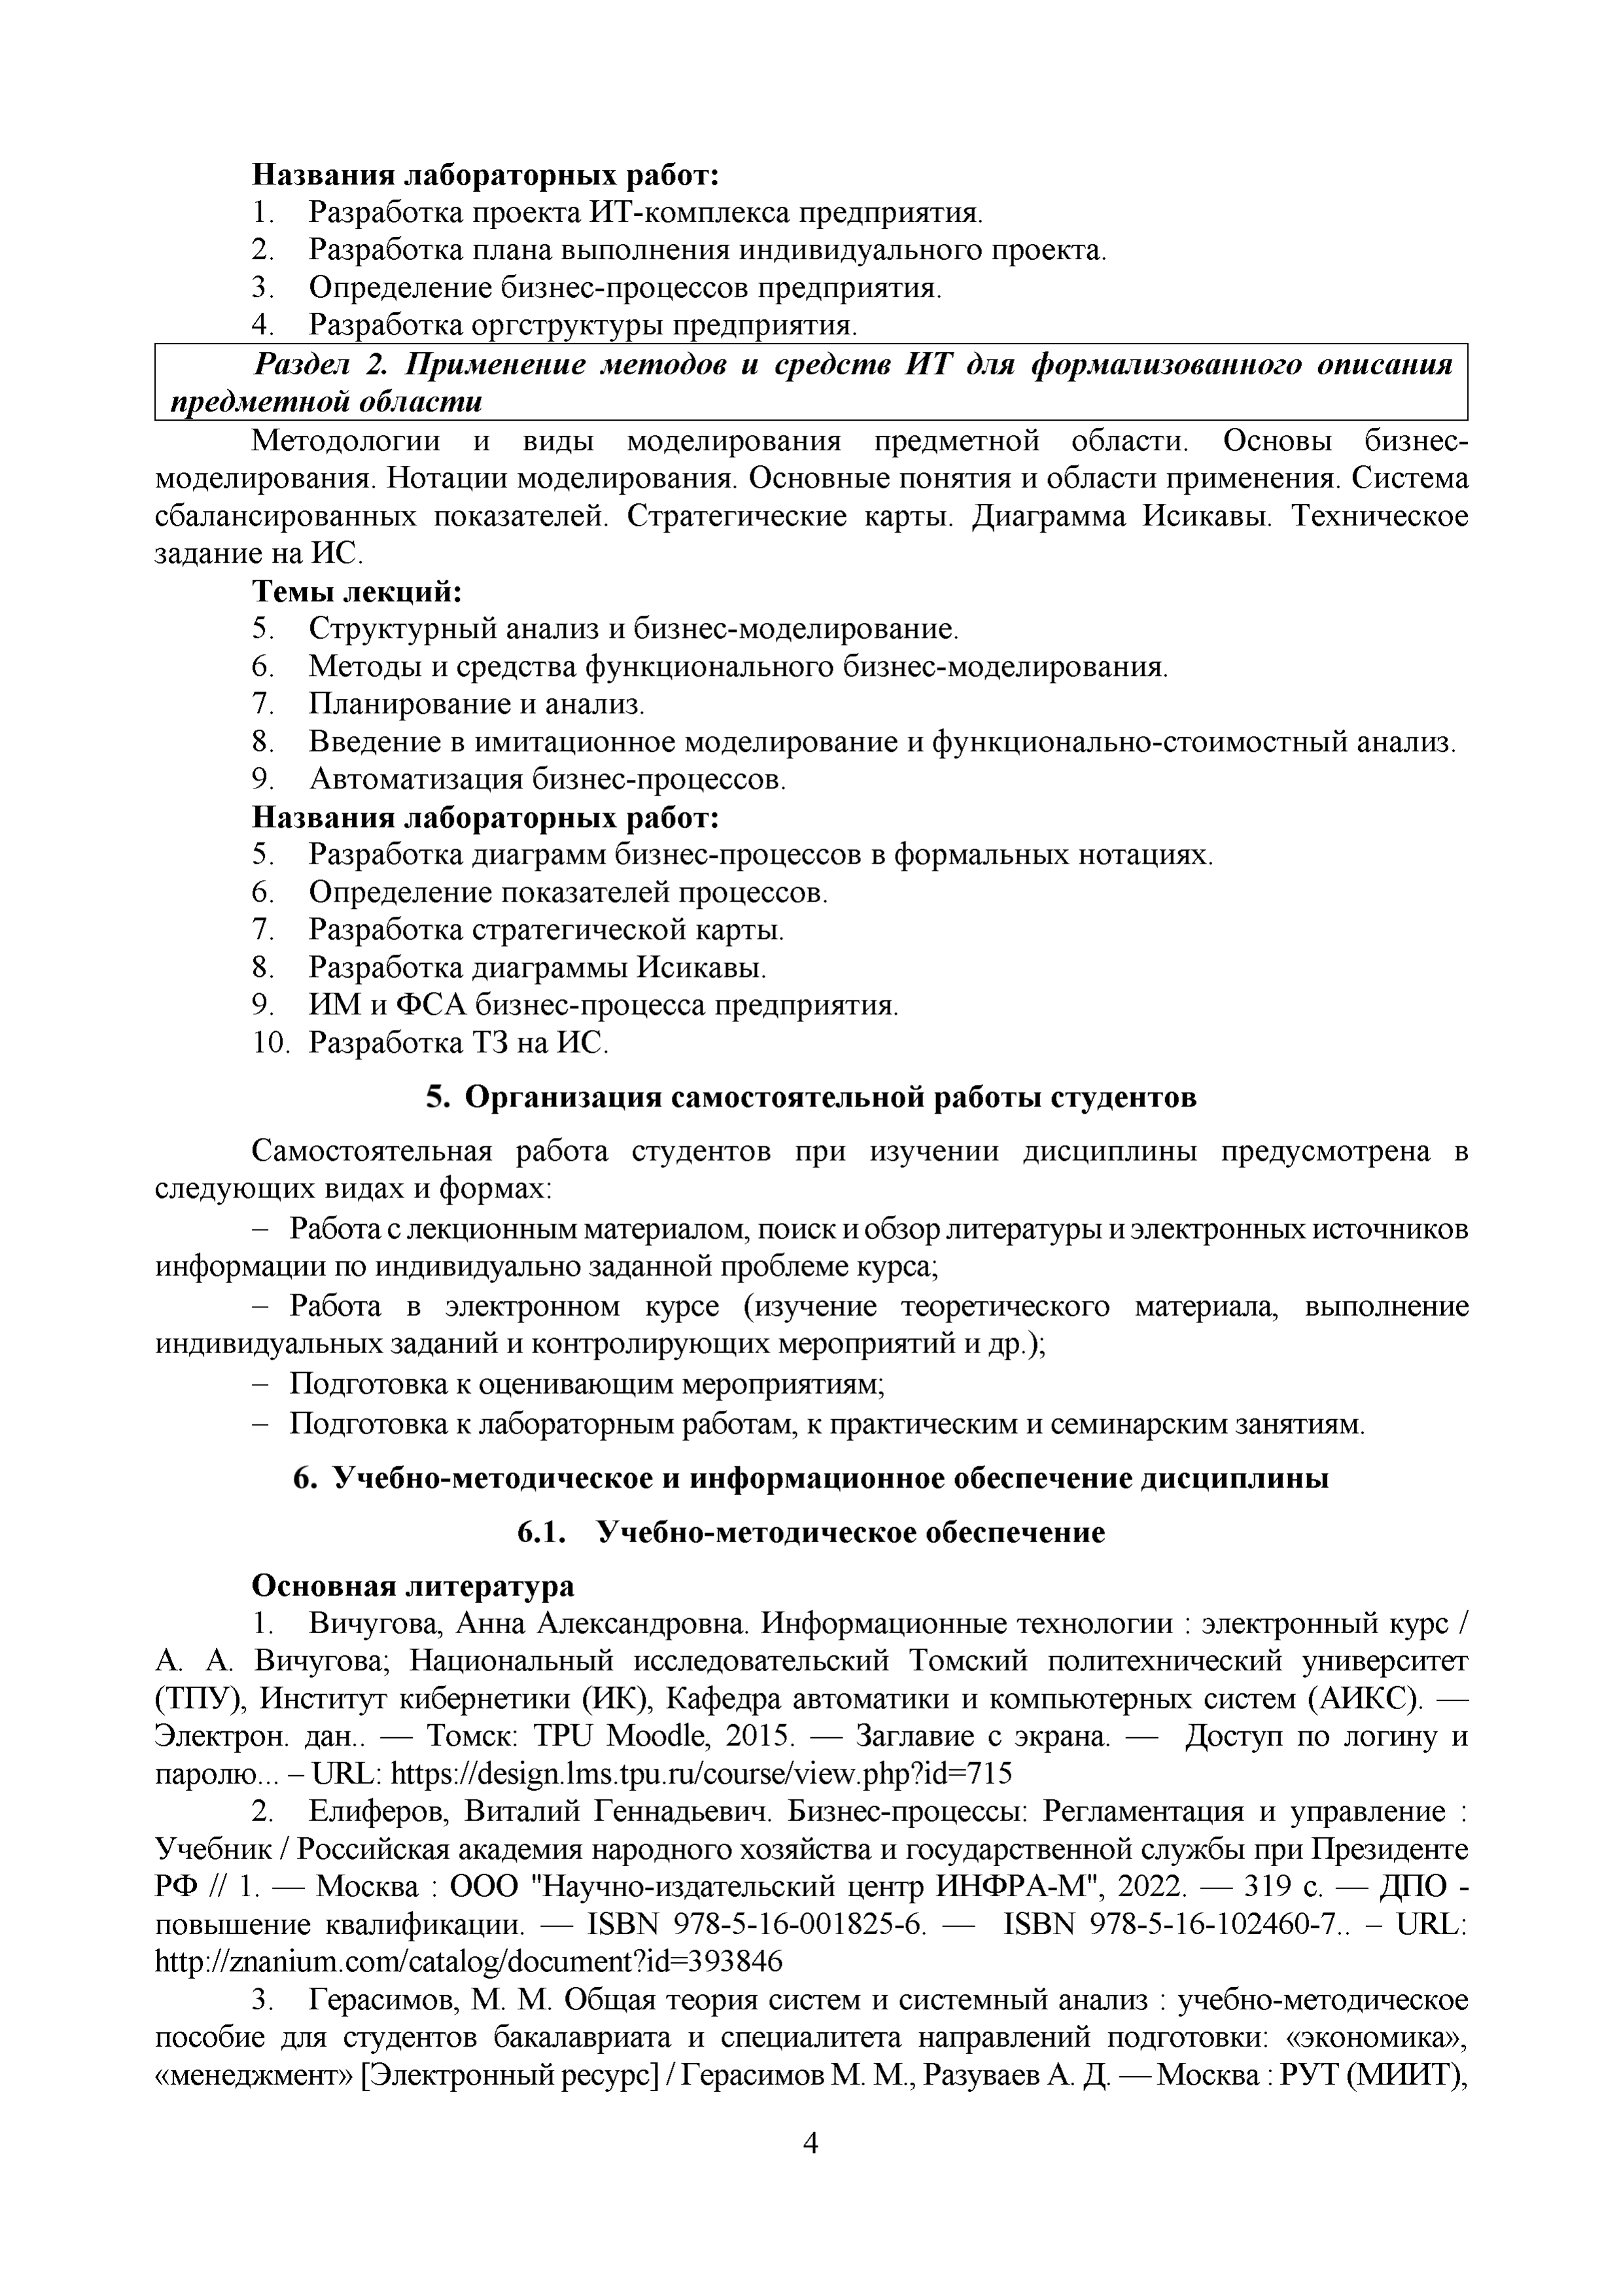 Названия лабораторных работ:
1. Разработка проекта ИТ-комплекса предприятия.
2. Разработка плана выполнения индивидуального проекта.
3. Определение бизнес-процессов предприятия.
4. Разработка оргструктуры предприятия.
Раздел 2. Применение методов и средств ИТ для формализованного описания
предметной области
Методологии и виды моделирования предметной области. Основы бизнес-
моделирования. Нотации моделирования. Основные понятия и области применения. Система
сбалансированных показателей. Стратегические карты. Диаграмма Исикавы. Техническое
задание на ИС.
Темы лекций:
5. Структурный анализ и бизнес-моделирование.
6. Методы и средства функционального бизнес-моделирования.
7. Планирование и анализ.
8. Введение в имитационное моделирование и функционально-стоимостный анализ.
9. Автоматизация бизнес-процессов.
Названия лабораторных работ:
5. Разработка диаграмм бизнес-процессов в формальных нотациях.
6. Определение показателей процессов.
7. Разработка стратегической карты.
8. Разработка диаграммы Исикавы.
9. ИМ и ФСА бизнес-процесса предприятия.
10. Разработка ТЗ на ИС.
5. Организация самостоятельной работы студентов
Самостоятельная работа студентов при изучении дисциплины предусмотрена в
следующих видах и формах:
– Работа с лекционным материалом, поиск и обзор литературы и электронных источников
информации по индивидуально заданной проблеме курса;
– Работа в электронном курсе (изучение теоретического материала, выполнение
индивидуальных заданий и контролирующих мероприятий и др.);
– Подготовка к оценивающим мероприятиям;
– Подготовка к лабораторным работам, к практическим и семинарским занятиям.
6. Учебно-методическое и информационное обеспечение дисциплины
6.1. Учебно-методическое обеспечение
Основная литература
1. Вичугова, Анна Александровна. Информационные технологии : электронный курс /
А. А. Вичугова; Национальный исследовательский Томский политехнический университет
(ТПУ), Институт кибернетики (ИК), Кафедра автоматики и компьютерных систем (АИКС). —
Электрон. дан.. — Томск: TPU Moodle, 2015. — Заглавие с экрана. — Доступ по логину и
паролю... – URL: https://design.lms.tpu.ru/course/view.php?id=715
2. Елиферов, Виталий Геннадьевич. Бизнес-процессы: Регламентация и управление :
Учебник / Российская академия народного хозяйства и государственной службы при Президенте
РФ // 1. — Москва : ООО "Научно-издательский центр ИНФРА-М", 2022. — 319 с. — ДПО -
повышение квалификации. — ISBN 978-5-16-001825-6. — ISBN 978-5-16-102460-7.. – URL:
http://znanium.com/catalog/document?id=393846
3. Герасимов, М. М. Общая теория систем и системный анализ : учебно-методическое
пособие для студентов бакалавриата и специалитета направлений подготовки: «экономика»,
«менеджмент» [Электронный ресурс] / Герасимов М. М., Разуваев А. Д. — Москва : РУТ (МИИТ),
4